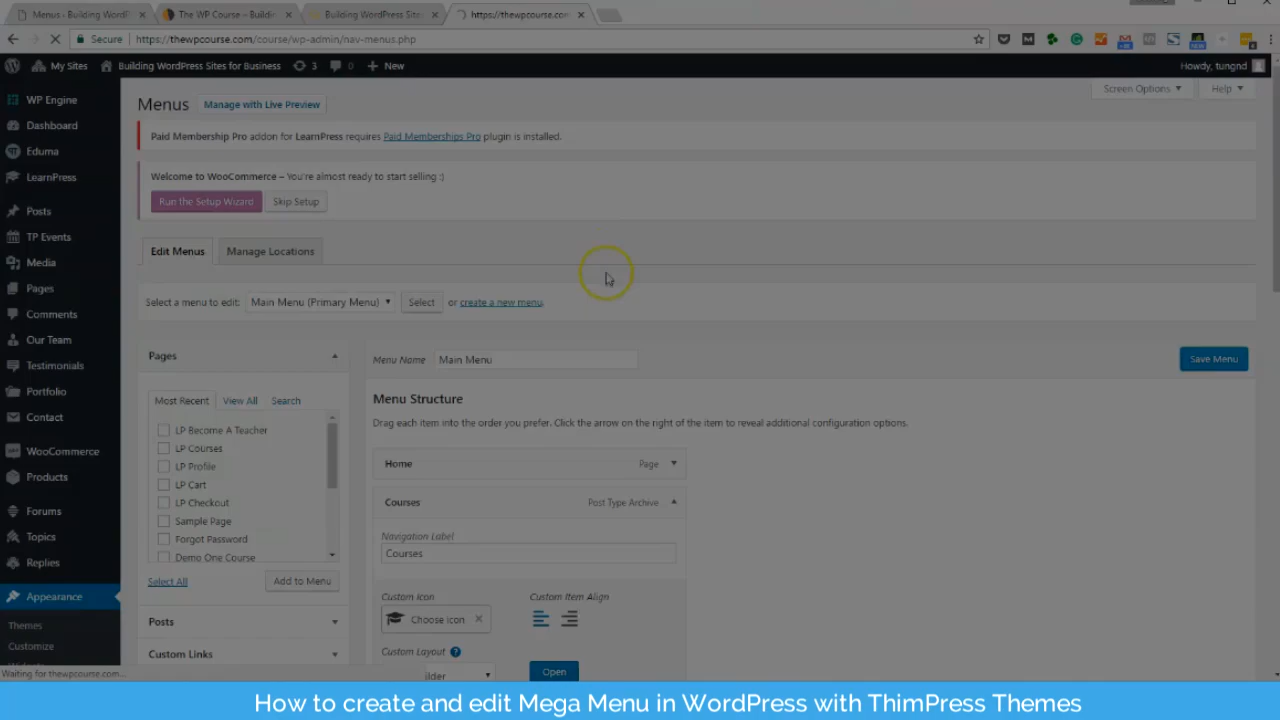 Menus - Building WordP
The WP Course – Buildin
Building WordPress Sites
https://thewpcourse.com
Secure
https://thewpcourse.com/course/wp-admin/nav-menus.php
My Sites
Building WordPress Sites for Business
3
0
New
Howdy, tungnd
WP Engine
Dashboard
Eduma
LearnPress
Posts
TP Events
Media
Pages
Comments
Our Team
Testimonials
Portfolio
Contact
WooCommerce
Products
Forums
Topics
Replies
Appearance
Themes
Customize
Waiting for thewpcourse.com...
Menus
Manage with Live Preview
Screen Options
Help
Paid Membership Pro addon for LearnPress requires Paid Memberships Pro plugin is installed.
Welcome to WooCommerce – You're almost ready to start selling :)
Run the Setup Wizard
Skip Setup
Edit Menus
Manage Locations
Select a menu to edit:
Main Menu (Primary Menu)
Select
or create a new menu.
Pages
Most Recent
View All
Search
LP Become A Teacher
LP Courses
LP Profile
LP Cart
LP Checkout
Sample Page
Forgot Password
Demo One Course
Select All
Add to Menu
Posts
Custom Links
Menu Name
Main Menu
Save Menu
Menu Structure
Drag each item into the order you prefer. Click the arrow on the right of the item to reveal additional configuration options.
Home
Page
Courses
Post Type Archive
Navigation Label
Courses
Custom Icon
Choose icon
Custom Item Align
Custom Layout
ilder
Open
How to create and edit Mega Menu in WordPress with ThimPress Themes